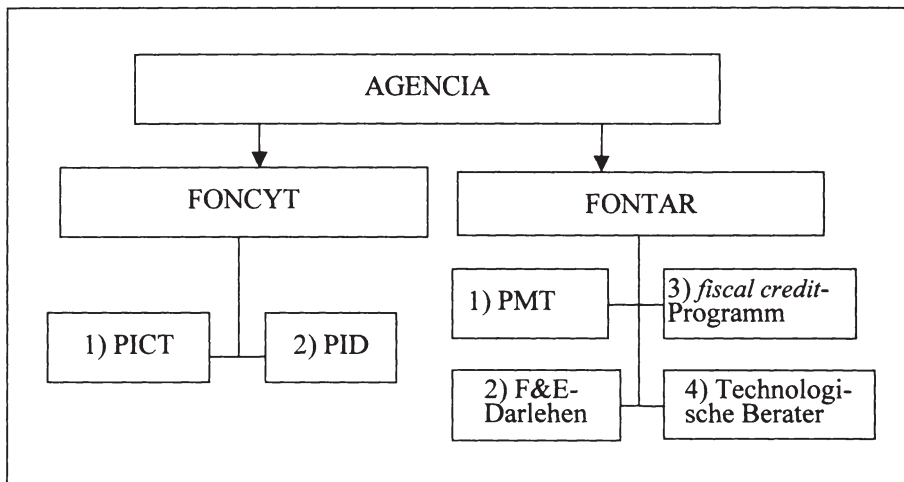 AGENCIA
FONCYT
FONTAR
1) PICT
2) PID
1) PMT
3) fiscal credit-
Programm
2) F&E-
Darlehen
4) Technologi-
sche Berater